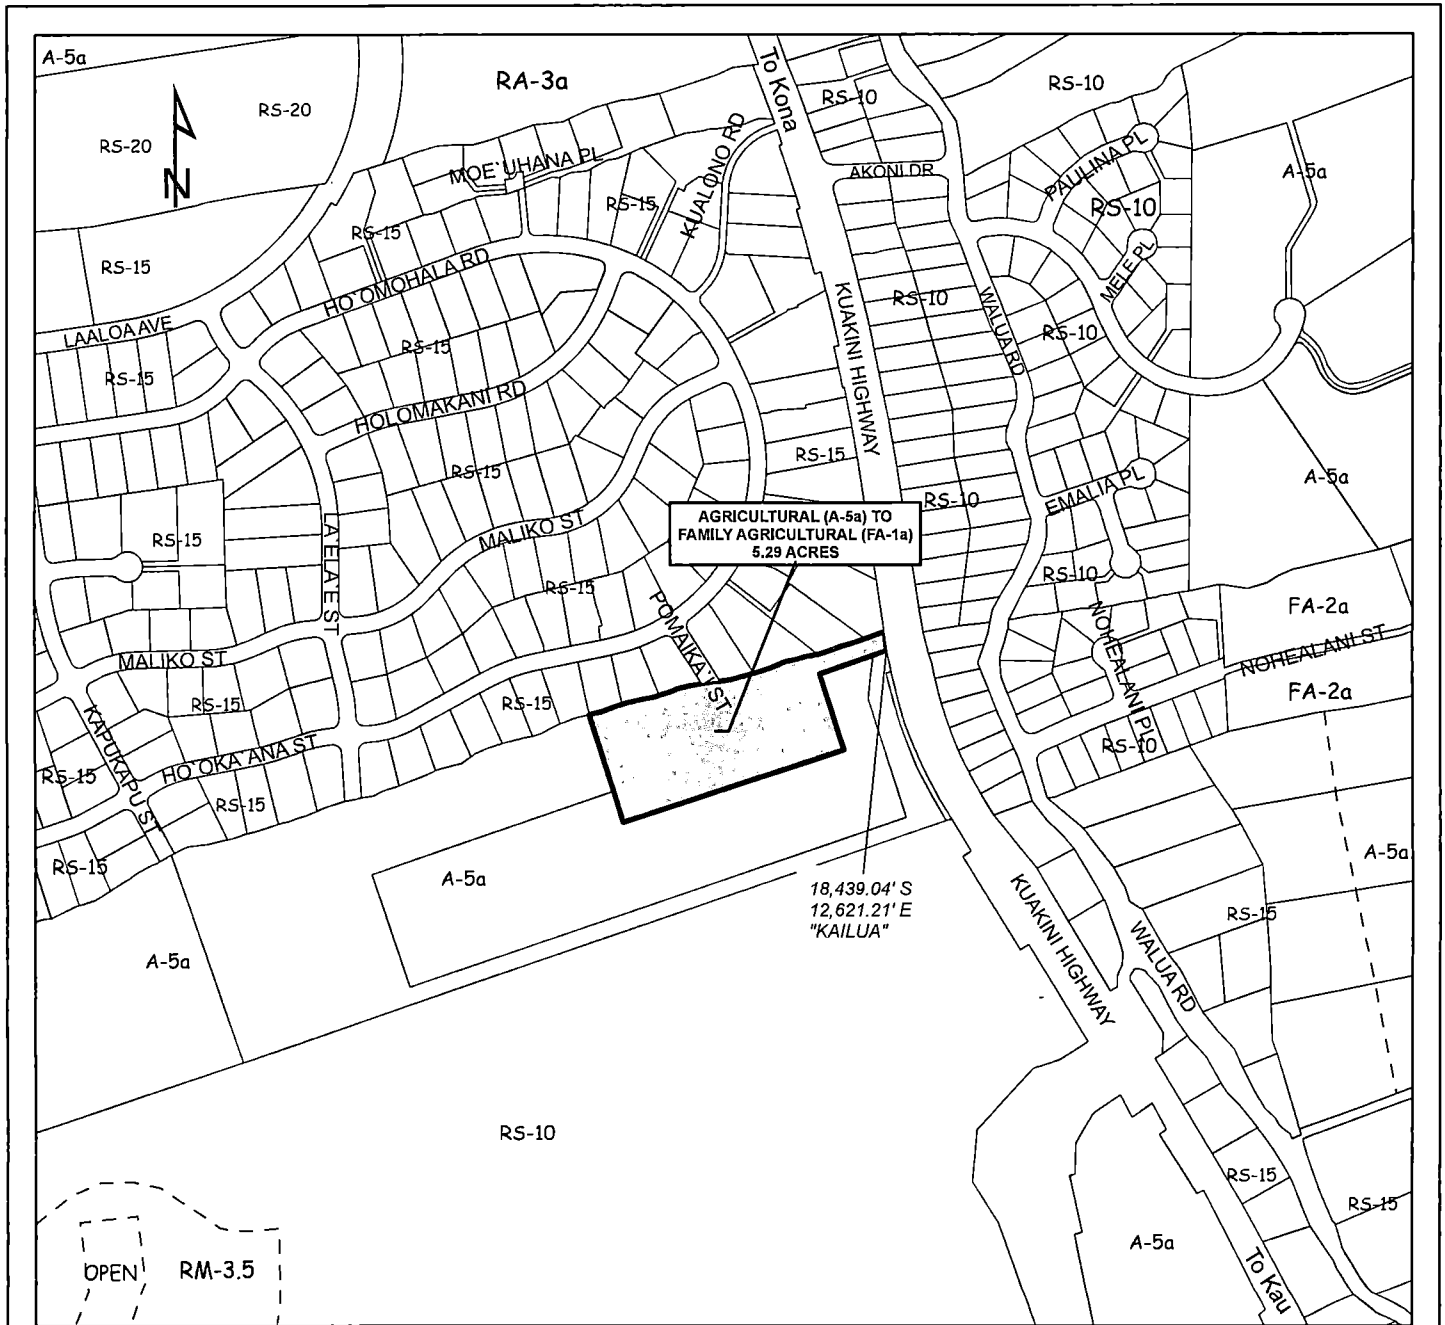 A-5a
RS-20
RS-20
RA-3a
To Kona
RS-10
RS-10
N
MOE`UHANA PL
KUALONO RD
AKONI DR
PAULINA PL
A-5a
RS-15
RS-15
RS-10
RS-15
HO`OMOHALA RD
MELE PL
LAALOA AVE
KUAKINI HIGHWAY
RS-10
WALUA RD
RS-10
RS-15
RS-15
HOLOMAKANI RD
RS-15
RS-15
A-5a
RS-10
EMALIA PL
AGRICULTURAL (A-5a) TO
FAMILY AGRICULTURAL (FA-1a)
5.29 ACRES
RS-15
LA`ELA`E ST
MALIKO ST
RS-15
RS-10
POMAIKA`I ST
NOHEALANI PL
FA-2a
NOHEALANI ST
FA-2a
MALIKO ST
RS-15
RS-15
KAPUKAPU ST
HO`OKA`ANA ST
RS-10
RS-15
RS-15
RS-15
A-5a
A-5a
18,439.04' S
12,621.21' E
"KAILUA"
KUAKINI HIGHWAY
RS-15
A-5a
WALUA RD
RS-10
RS-15
RS-15
OPEN
RM-3.5
A-5a
To Kau